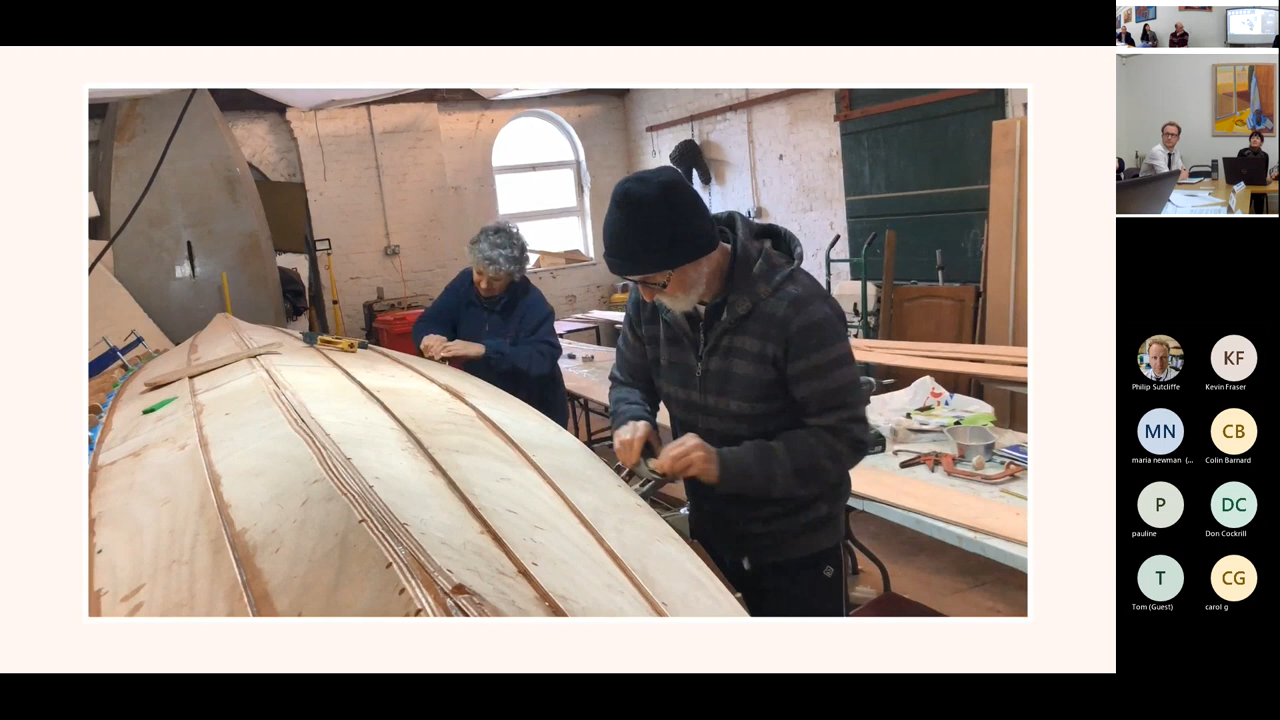 Philip Sutcliffe
KF
Kevin Fraser
MN
maria newman (...
CB
Colin Barnard
P
pauline
DC
Don Cockrill
T
Tom (Guest)
CG
carol g